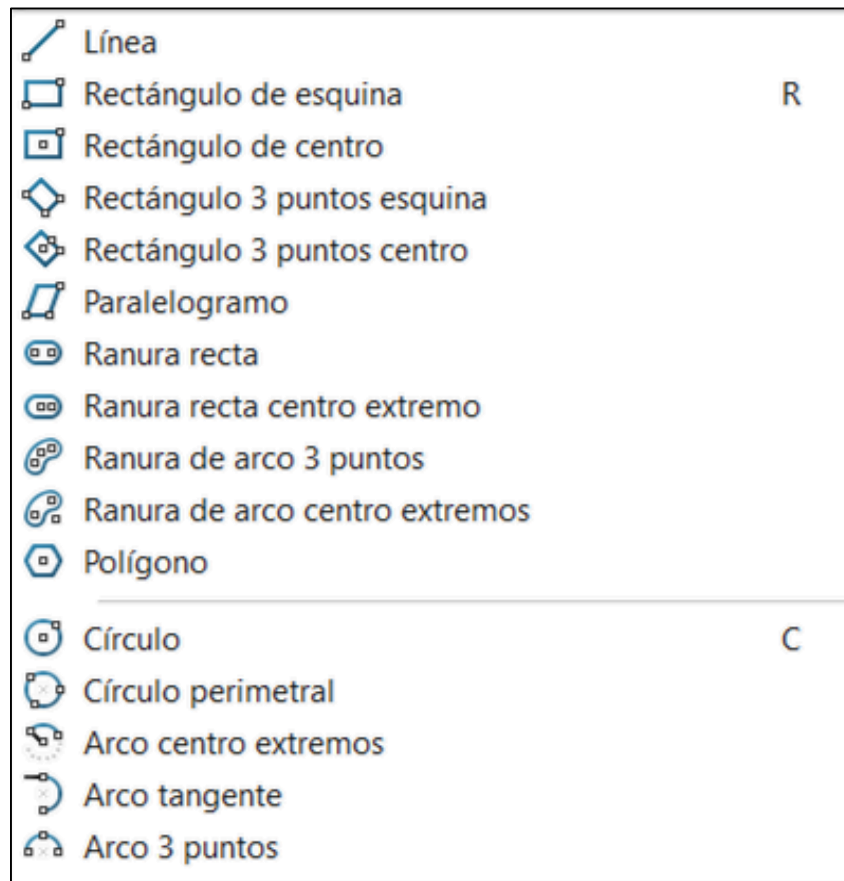 Línea
Rectángulo de esquina R
Rectángulo de centro
Rectángulo 3 puntos esquina
Rectángulo 3 puntos centro
Paralelogramo
Ranura recta
Ranura recta centro extremo
Ranura de arco 3 puntos
Ranura de arco centro extremos
Polígono
Círculo C
Círculo perimetral
Arco centro extremos
Arco tangente
Arco 3 puntos